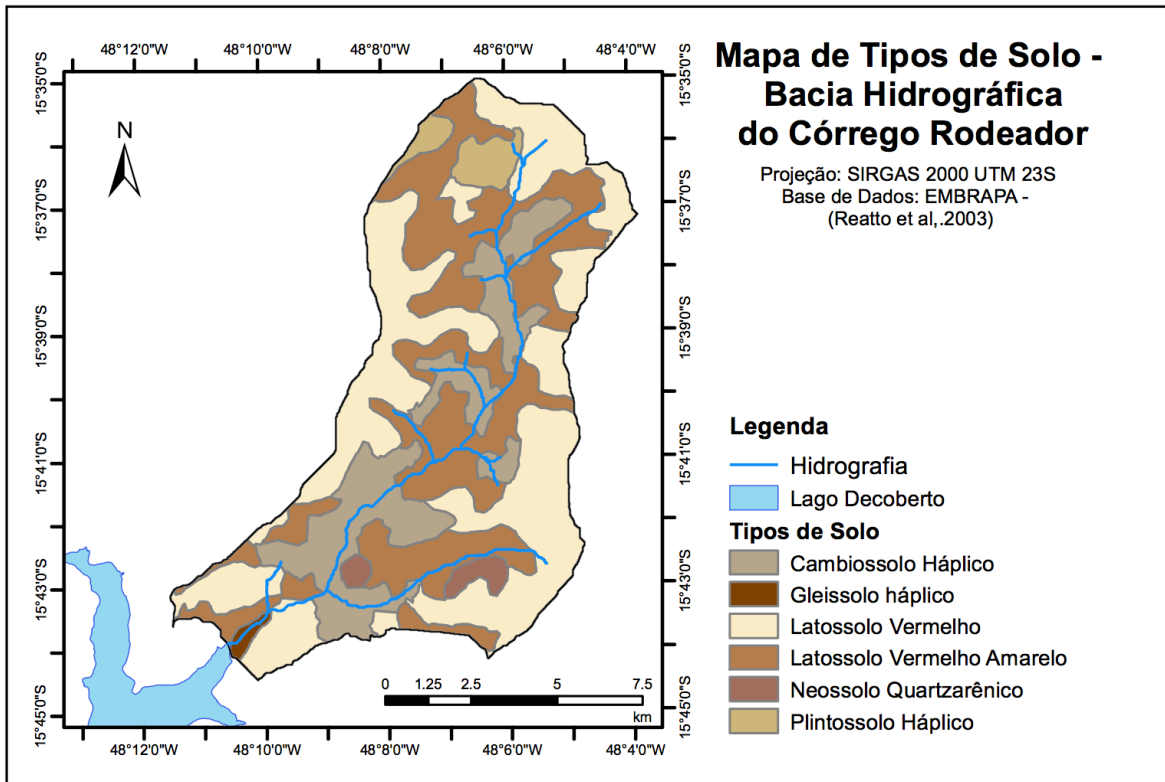 48°12'0"W 48°10'0"W 48°8'0"W 48°6'0"W 48°4'0"W
15°35'0"S
15°37'0"S
15°39'0"S
15°41'0"S
15°43'0"S
15°45'0"S
N
15°35'0"S
15°37'0"S
15°39'0"S
15°41'0"S
15°43'0"S
15°45'0"S
0 1.25 2.5 5 7.5
km
48°12'0"W 48°10'0"W 48°8'0"W 48°6'0"W 48°4'0"W
Mapa de Tipos de Solo -
Bacia Hidrográfica
do Córrego Rodeador
Projeção: SIRGAS 2000 UTM 23S
Base de Dados: EMBRAPA -
(Reatto et al,.2003)
Legenda
Hidrografia
Lago Decoberto
Tipos de Solo
Cambiossolo Háplico
Gleissolo háplico
Latossolo Vermelho
Latossolo Vermelho Amarelo
Neossolo Quartzarênico
Plintossolo Háplico